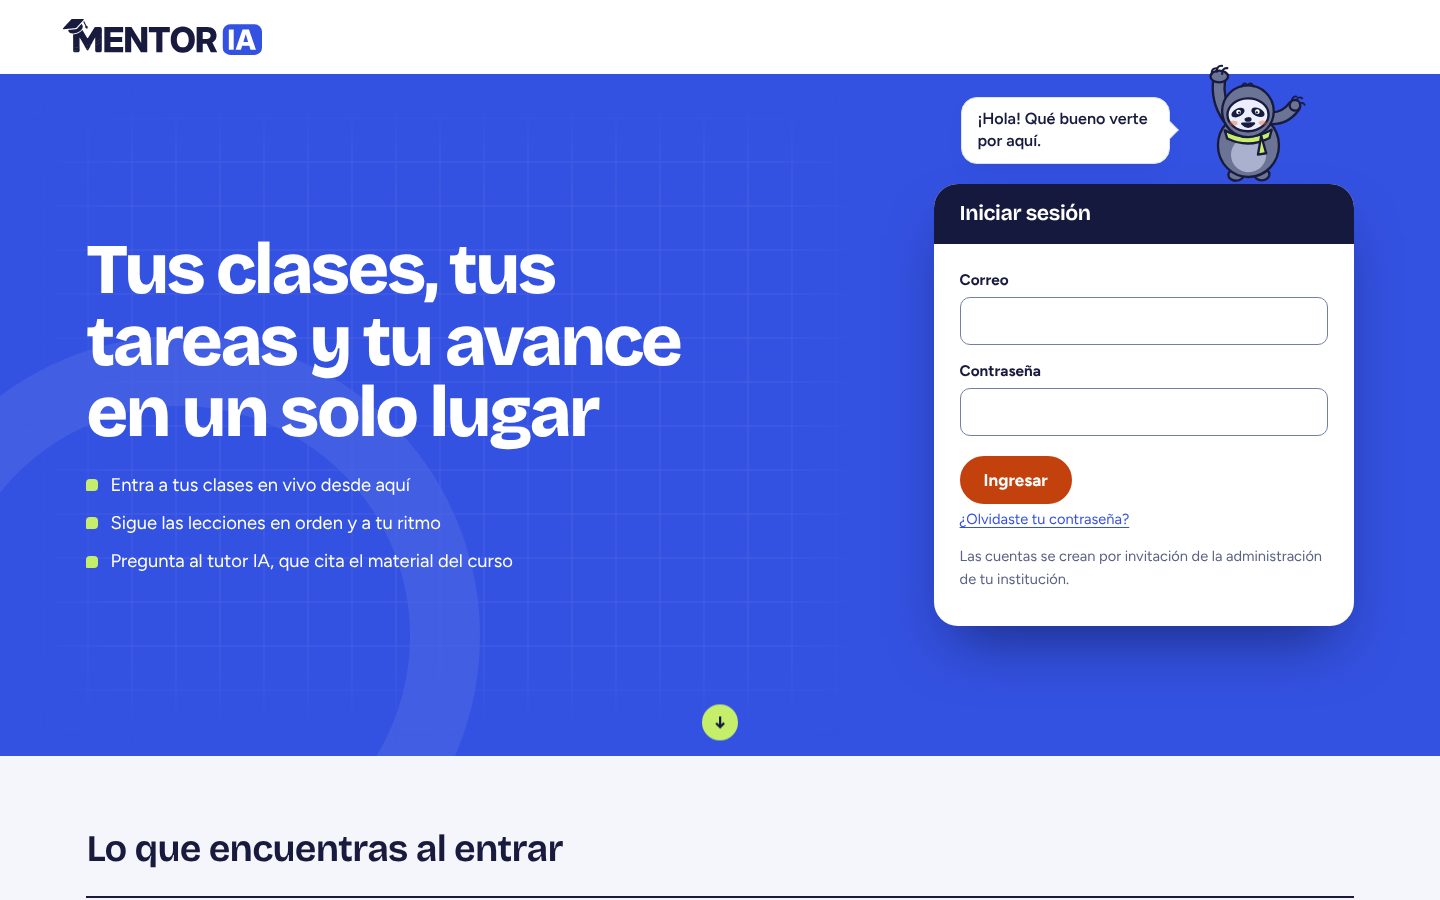 MENTOR IA
¡Hola! Qué bueno verte
por aquí.
Iniciar sesión
Tus clases, tus
tareas y tu avance
en un solo lugar
Entra a tus clases en vivo desde aquí
Sigue las lecciones en orden y a tu ritmo
Pregunta al tutor IA, que cita el material del curso
Correo
Contraseña
Ingresar
¿Olvidaste tu contraseña?
Las cuentas se crean por invitación de la administración
de tu institución.
Lo que encuentras al entrar